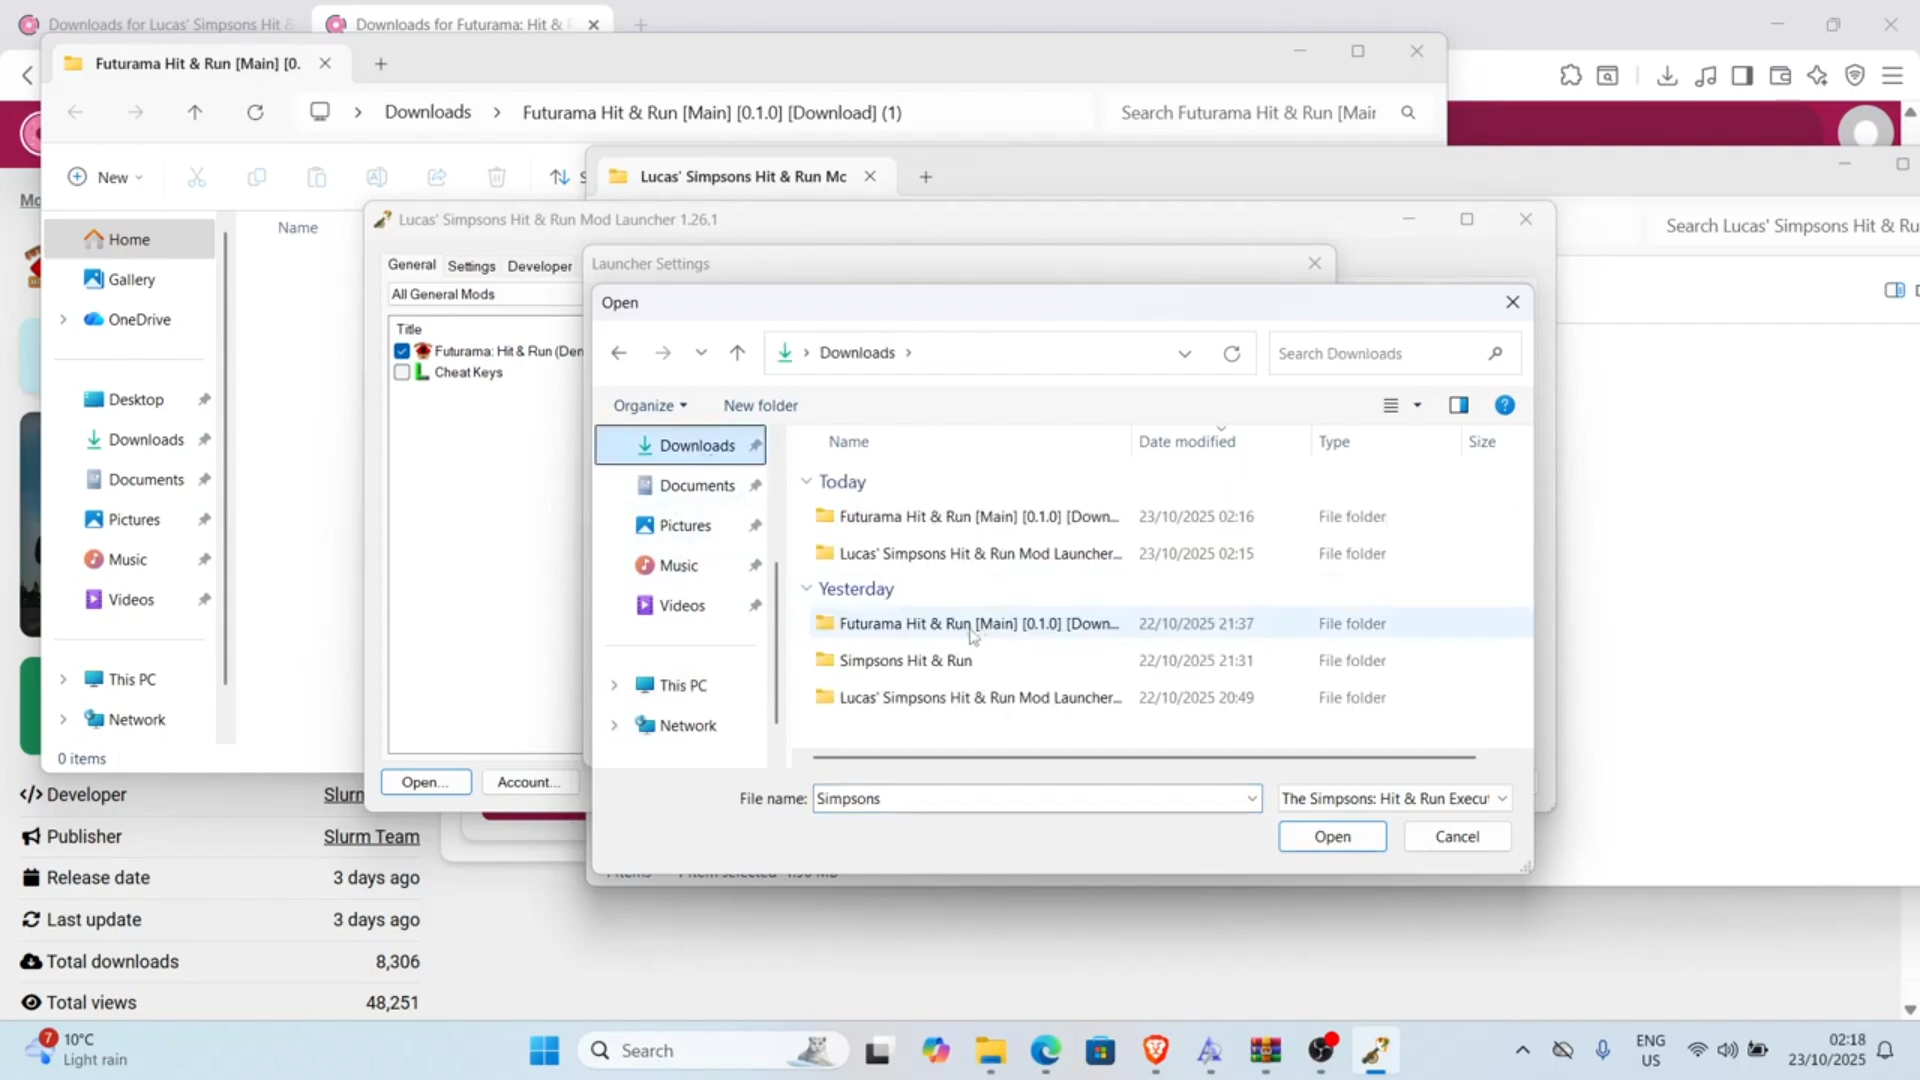 Downloads for Lucas' Simpsons Hit &
Downloads for Futurama: Hit &
Futurama Hit & Run [Main] [0.
Downloads
Futurama Hit & Run [Main] [0.1.0] [Download] (1)
Search Futurama Hit & Run [Mair
New
Lucas' Simpsons Hit & Run Mc
Search Lucas' Simpsons Hit & Ru
Home
Gallery
OneDrive
Desktop
Downloads
Documents
Pictures
Music
Videos
This PC
Network
0 items
Name
Lucas' Simpsons Hit & Run Mod Launcher 1.26.1
General
Settings
Developer
All General Mods
Title
Futurama: Hit & Run (Den
Cheat Keys
Open...
Account...
Launcher Settings
Open
Downloads
Search Downloads
Organize
New folder
Name
Date modified
Type
Size
Downloads
Documents
Pictures
Music
Videos
This PC
Network
Today
Futurama Hit & Run [Main] [0.1.0] [Down... 23/10/2025 02:16 File folder
Lucas' Simpsons Hit & Run Mod Launcher... 23/10/2025 02:15 File folder
Yesterday
Futurama Hit & Run [Main] [0.1.0] [Down... 22/10/2025 21:37 File folder
Simpsons Hit & Run 22/10/2025 21:31 File folder
Lucas' Simpsons Hit & Run Mod Launcher... 22/10/2025 20:49 File folder
File name:
Simpsons
The Simpsons: Hit & Run Execut
Open
Cancel
Mo
Developer
Slurm
Publisher
Slurm Team
Release date
3 days ago
Last update
3 days ago
Total downloads
8,306
Total views
48,251
7
10°C
Light rain
Search
ENG
US
02:18
23/10/2025